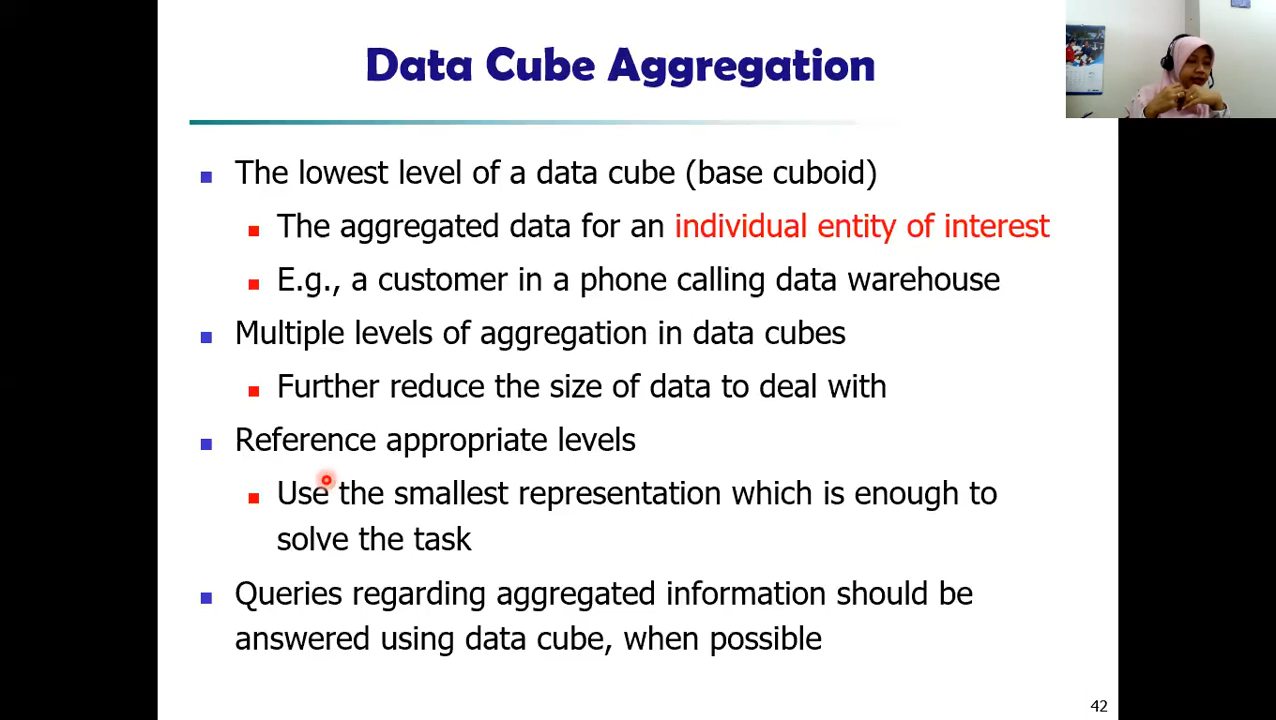 Data Cube Aggregation
The lowest level of a data cube (base cuboid)
The aggregated data for an individual entity of interest
E.g., a customer in a phone calling data warehouse
Multiple levels of aggregation in data cubes
Further reduce the size of data to deal with
Reference appropriate levels
Use the smallest representation which is enough to
solve the task
Queries regarding aggregated information should be
answered using data cube, when possible
42